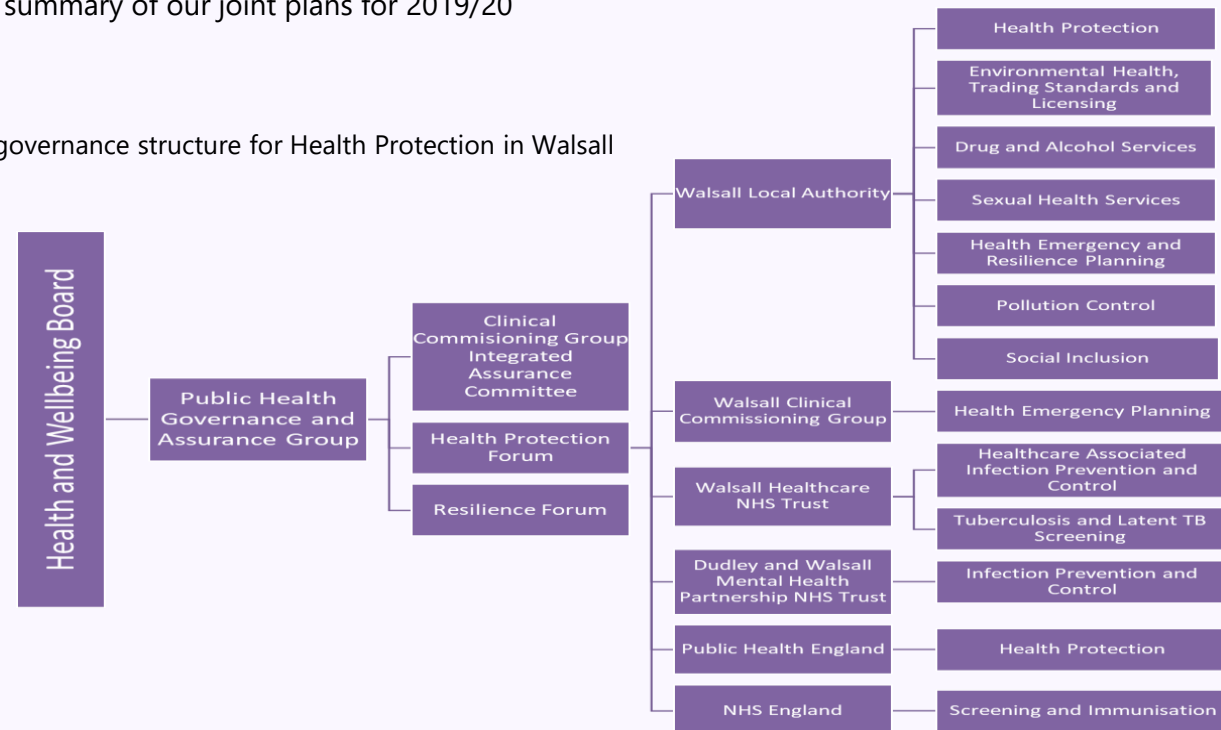 summary of our joint plans for 2019/20
governance structure for Health Protection in Walsall
Health and Wellbeing Board
Public Health
Governance and
Assurance Group
Clinical
Commisioning Group
Integrated
Assurance
Committee
Health Protection
Forum
Resilience Forum
Walsall Local Authority
Walsall Clinical
Commissioning Group
Walsall Healthcare
NHS Trust
Dudley and Walsall
Mental Health
Partnership NHS Trust
Public Health England
NHS England
Health Protection
Environmental Health,
Trading Standards and
Licensing
Drug and Alcohol Services
Sexual Health Services
Health Emergency and
Resilience Planning
Pollution Control
Social Inclusion
Health Emergency Planning
Healthcare Associated
Infection Prevention and
Control
Tuberculosis and Latent TB
Screening
Infection Prevention and
Control
Health Protection
Screening and Immunisation